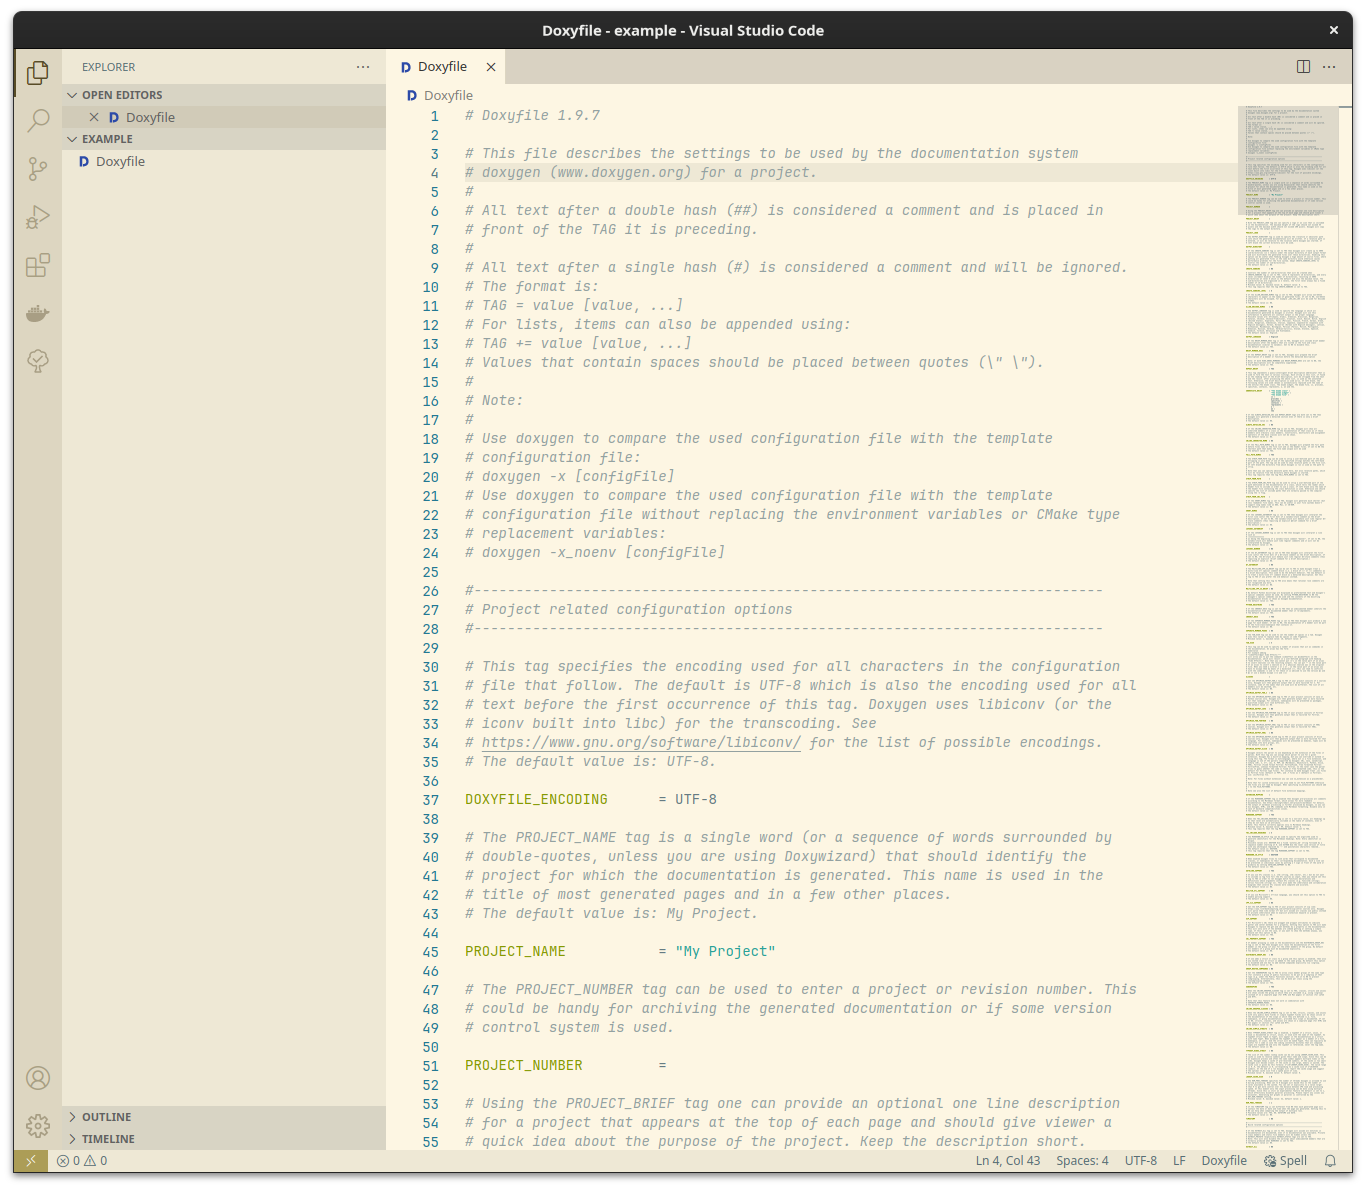 Doxyfile - example - Visual Studio Code
EXPLORER
OPEN EDITORS
Doxyfile
EXAMPLE
Doxyfile
OUTLINE
TIMELINE
Doxyfile
Doxyfile
1 # Doxyfile 1.9.7
2
3 # This file describes the settings to be used by the documentation system
4 # doxygen (www.doxygen.org) for a project.
5 #
6 # All text after a double hash (##) is considered a comment and is placed in
7 # front of the TAG it is preceding.
8 #
9 # All text after a single hash (#) is considered a comment and will be ignored.
10 # The format is:
11 # TAG = value [value, ...]
12 # For lists, items can also be appended using:
13 # TAG += value [value, ...]
14 # Values that contain spaces should be placed between quotes (\" \").
15 #
16 # Note:
17 #
18 # Use doxygen to compare the used configuration file with the template
19 # configuration file:
20 # doxygen -x [configFile]
21 # Use doxygen to compare the used configuration file with the template
22 # configuration file without replacing the environment variables or CMake type
23 # replacement variables:
24 # doxygen -x_noenv [configFile]
25
26 #---------------------------------------------------------------------------
27 # Project related configuration options
28 #---------------------------------------------------------------------------
29
30 # This tag specifies the encoding used for all characters in the configuration
31 # file that follow. The default is UTF-8 which is also the encoding used for all
32 # text before the first occurrence of this tag. Doxygen uses libiconv (or the
33 # iconv built into libc) for the transcoding. See
34 # https://www.gnu.org/software/libiconv/ for the list of possible encodings.
35 # The default value is: UTF-8.
36
37 DOXYFILE_ENCODING      = UTF-8
38
39 # The PROJECT_NAME tag is a single word (or a sequence of words surrounded by
40 # double-quotes, unless you are using Doxywizard) that should identify the
41 # project for which the documentation is generated. This name is used in the
42 # title of most generated pages and in a few other places.
43 # The default value is: My Project.
44
45 PROJECT_NAME           = "My Project"
46
47 # The PROJECT_NUMBER tag can be used to enter a project or revision number. This
48 # could be handy for archiving the generated documentation or if some version
49 # control system is used.
50
51 PROJECT_NUMBER         =
52
53 # Using the PROJECT_BRIEF tag one can provide an optional one line description
54 # for a project that appears at the top of each page and should give viewer a
55 # quick idea about the purpose of the project. Keep the description short.
0 0
Ln 4, Col 43 Spaces: 4 UTF-8 LF Doxyfile Spell